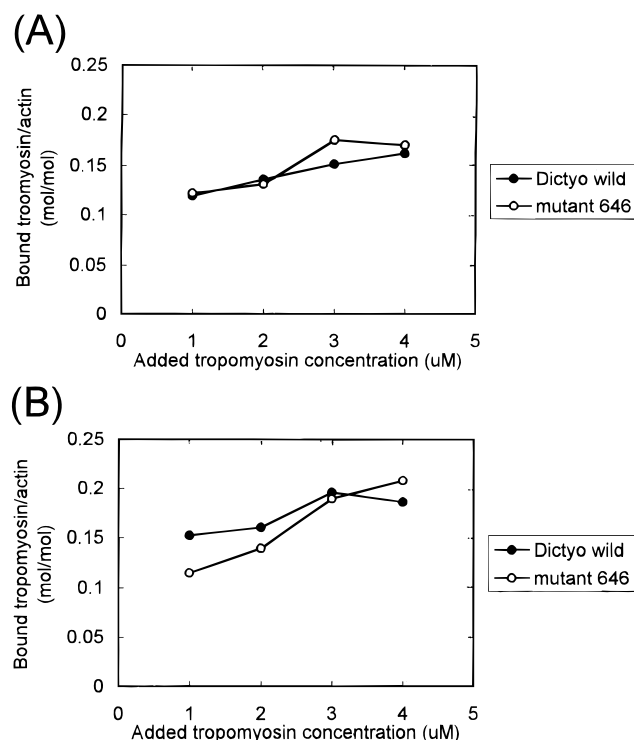 (A)
0.25
0.2
0.15
0.1
0.05
0
Bound troomyosin/actin
(mol/mol)
0 1 2 3 4 5
Added tropomyosin concentration (uM)
Dictyo wild
mutant 646
(B)
0.25
0.2
0.15
0.1
0.05
0
Bound tropomyosin/actin
(mol/mol)
0 1 2 3 4 5
Added tropomyosin concentration (uM)
Dictyo wild
mutant 646